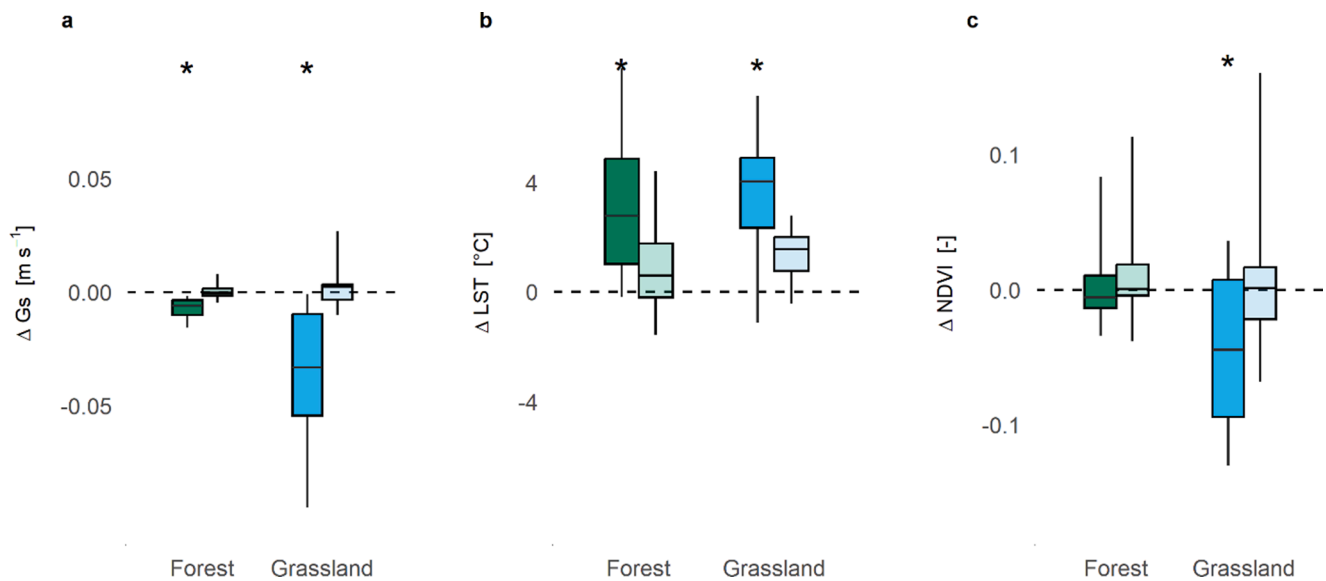 a
b
c
* *
* *
*
0.05
0.00
-0.05
Δ Gs [m s⁻¹]
Forest Grassland
4
0
-4
Δ LST [°C]
Forest Grassland
0.1
0.0
-0.1
Δ NDVI [-]
Forest Grassland